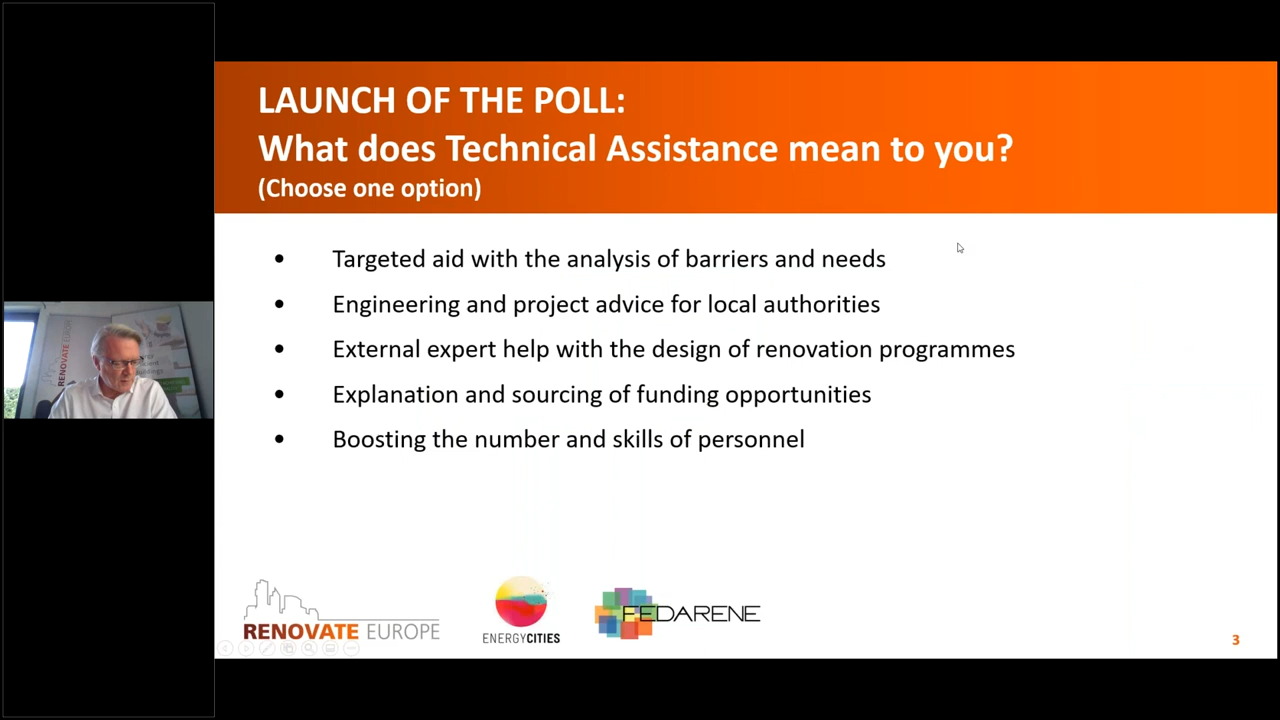 LAUNCH OF THE POLL:
What does Technical Assistance mean to you?
(Choose one option)
• Targeted aid with the analysis of barriers and needs
• Engineering and project advice for local authorities
• External expert help with the design of renovation programmes
• Explanation and sourcing of funding opportunities
• Boosting the number and skills of personnel
RENOVATE EUROPE
ENERGYCITIES
FEDARENE
3
RENOVATE EUROPE